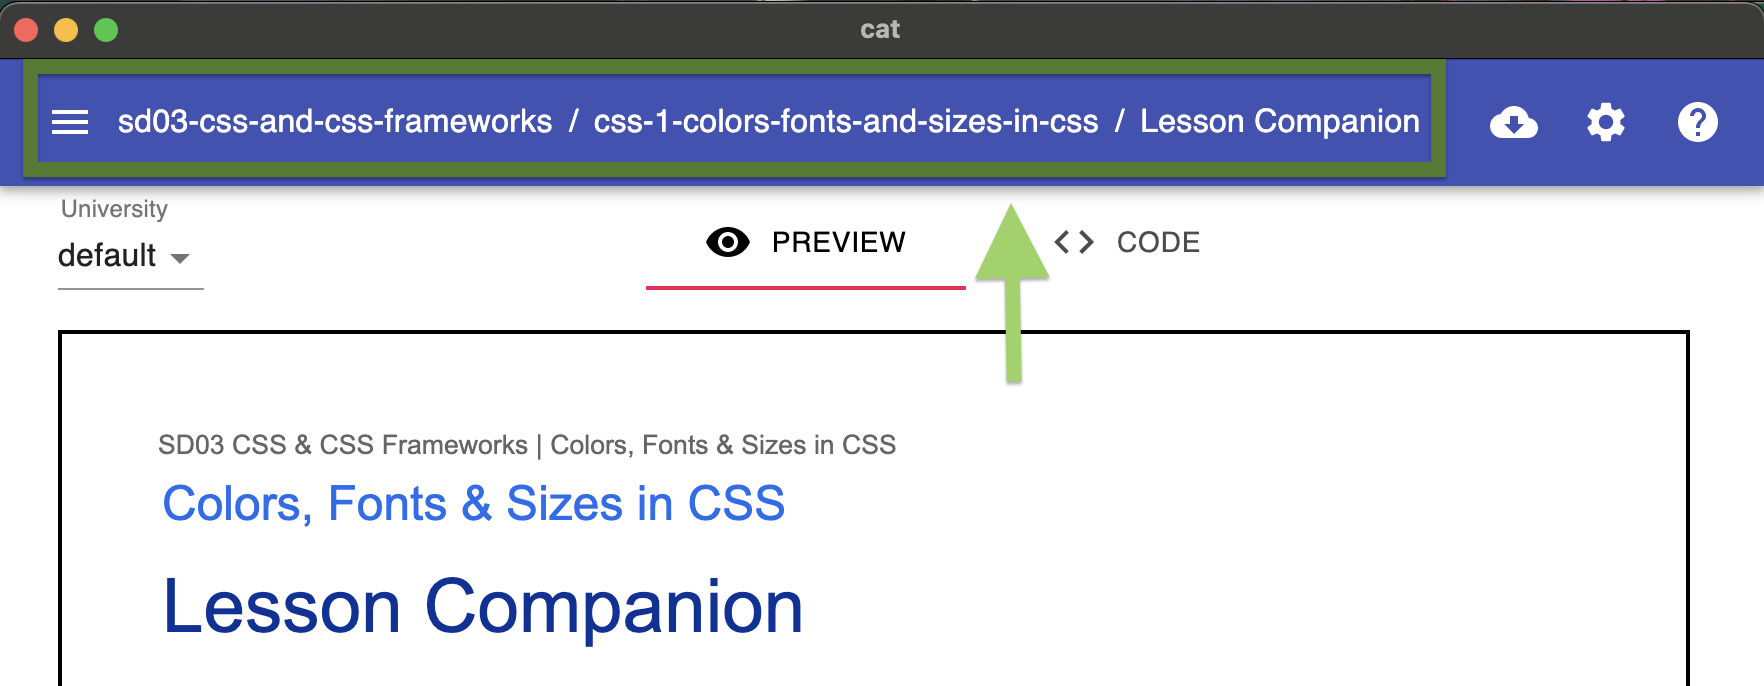 cat
sd03-css-and-css-frameworks / css-1-colors-fonts-and-sizes-in-css / Lesson Companion
University
default
PREVIEW
CODE
SD03 CSS & CSS Frameworks | Colors, Fonts & Sizes in CSS
Colors, Fonts & Sizes in CSS
Lesson Companion